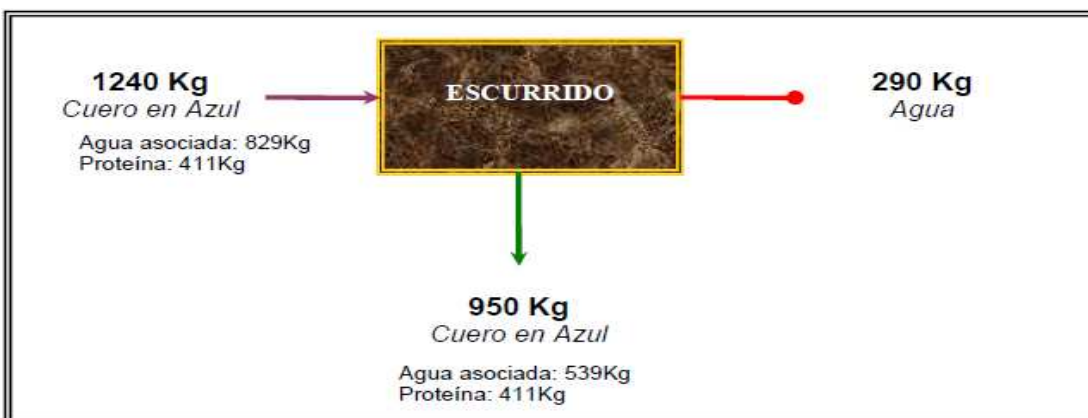 1240 Kg
Cuero en Azul
Agua asociada: 829Kg
Proteína: 411Kg
ESCURRIDO
290 Kg
Agua
950 Kg
Cuero en Azul
Agua asociada: 539Kg
Proteína: 411Kg